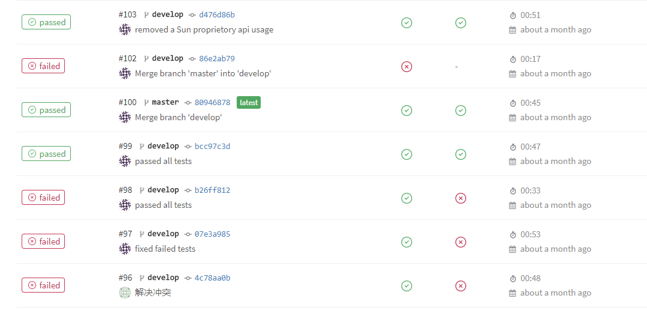 passed #103 develop d476d86b 00:51
removed a Sun proprietory api usage about a month ago
failed #102 develop 86e2ab79 - 00:17
Merge branch 'master' into 'develop' about a month ago
passed #100 master 80946878 latest 00:45
Merge branch 'develop' about a month ago
passed #99 develop bcc97c3d 00:47
passed all tests about a month ago
failed #98 develop b26ff812 00:33
passed all tests about a month ago
failed #97 develop 07e3a985 00:53
fixed failed tests about a month ago
failed #96 develop 4c78aa0b 00:48
解决冲突 about a month ago